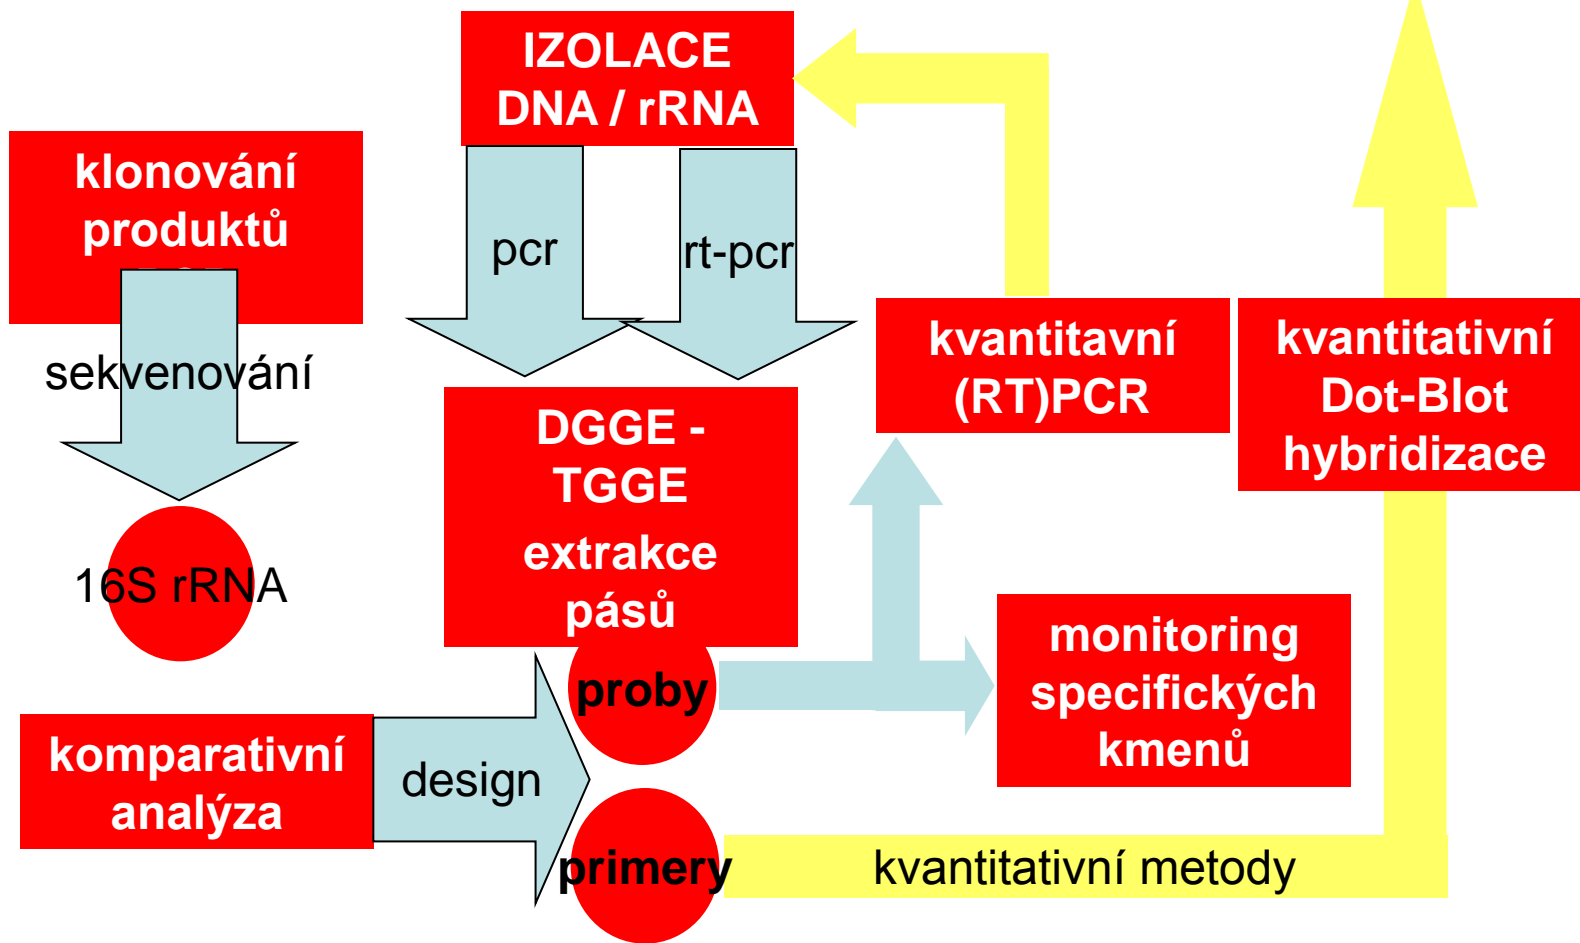 IZOLACE
DNA / rRNA
klonování
produktů
pcr
rt-pcr
sekvenování
kvantitavní
(RT)PCR
kvantitativní
Dot-Blot
hybridizace
DGGE -
TGGE
extrakce
pásů
16S rRNA
monitoring
specifických
kmenů
proby
komparativní
analýza
design
primery
kvantitativní metody